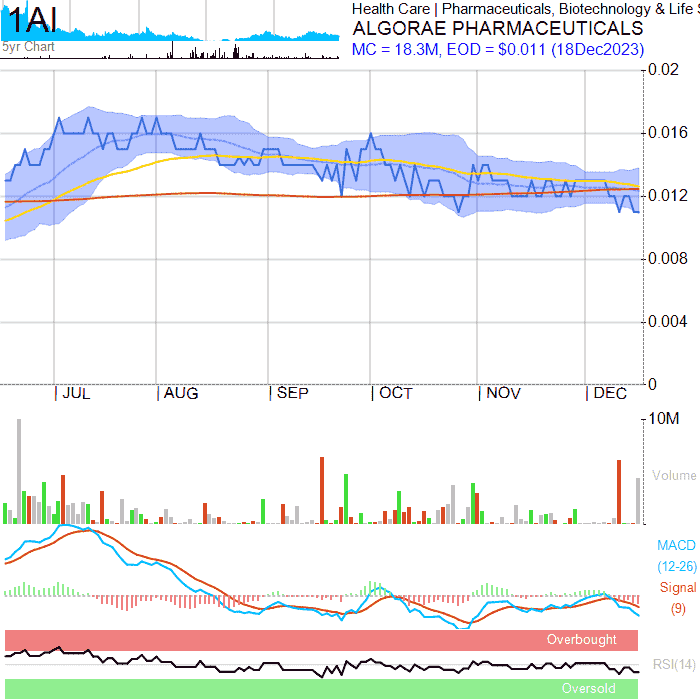 1AI
5yr Chart
Health Care | Pharmaceuticals, Biotechnology & Life S
ALGORAE PHARMACEUTICALS
MC = 18.3M, EOD = $0.011 (18Dec2023)
0.02
0.016
0.012
0.008
0.004
0
JUL AUG SEP OCT NOV DEC
10M
Volume
MACD
(12-26)
Signal
(9)
Overbought
RSI(14)
Oversold